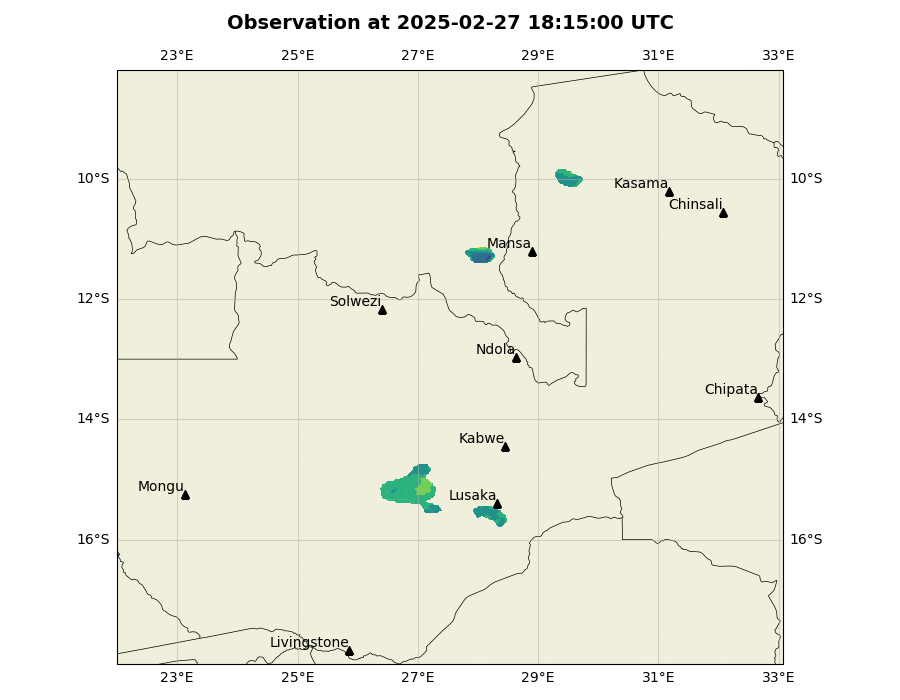 Observation at 2025-02-27 18:15:00 UTC
23°E 25°E 27°E 29°E 31°E 33°E
10°S 10°S
Kasama
Chinsali
Mansa
12°S 12°S
Solwezi
Ndola
Chipata
14°S 14°S
Kabwe
Mongu
Lusaka
16°S 16°S
Livingstone
23°E 25°E 27°E 29°E 31°E 33°E